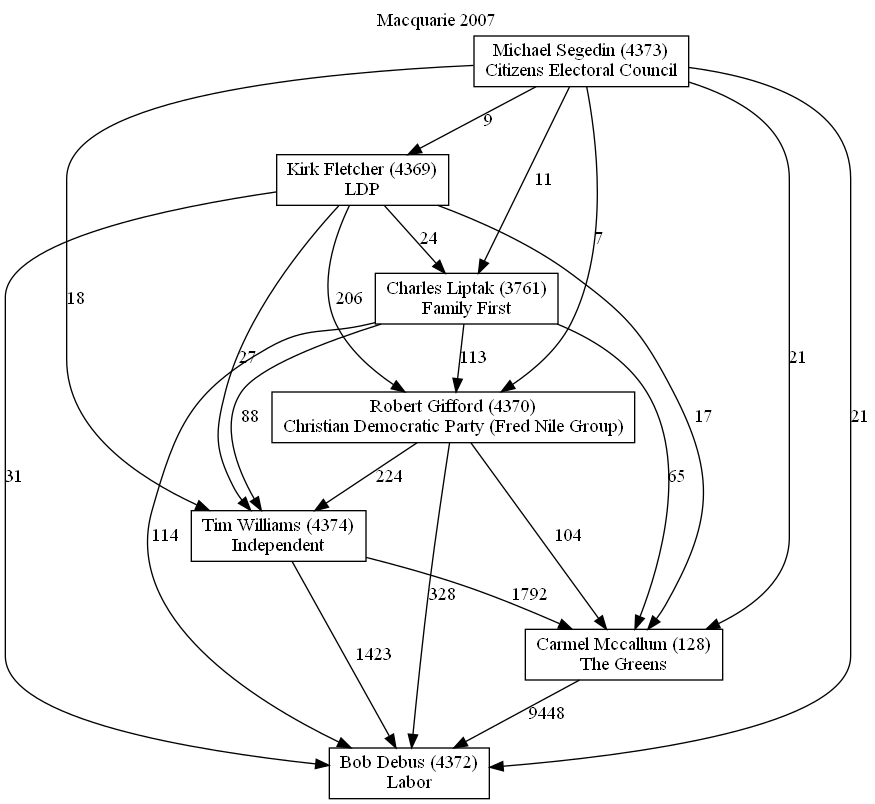 Macquarie 2007
Michael Segedin (4373)
Citizens Electoral Council
9
Kirk Fletcher (4369)
LDP
11
24
7
Charles Liptak (3761)
Family First
18
206
21
27
113
88
Robert Gifford (4370)
Christian Democratic Party (Fred Nile Group)
17
21
31
224
65
Tim Williams (4374)
Independent
114
104
328
1792
Carmel Mccallum (128)
The Greens
1423
9448
Bob Debus (4372)
Labor